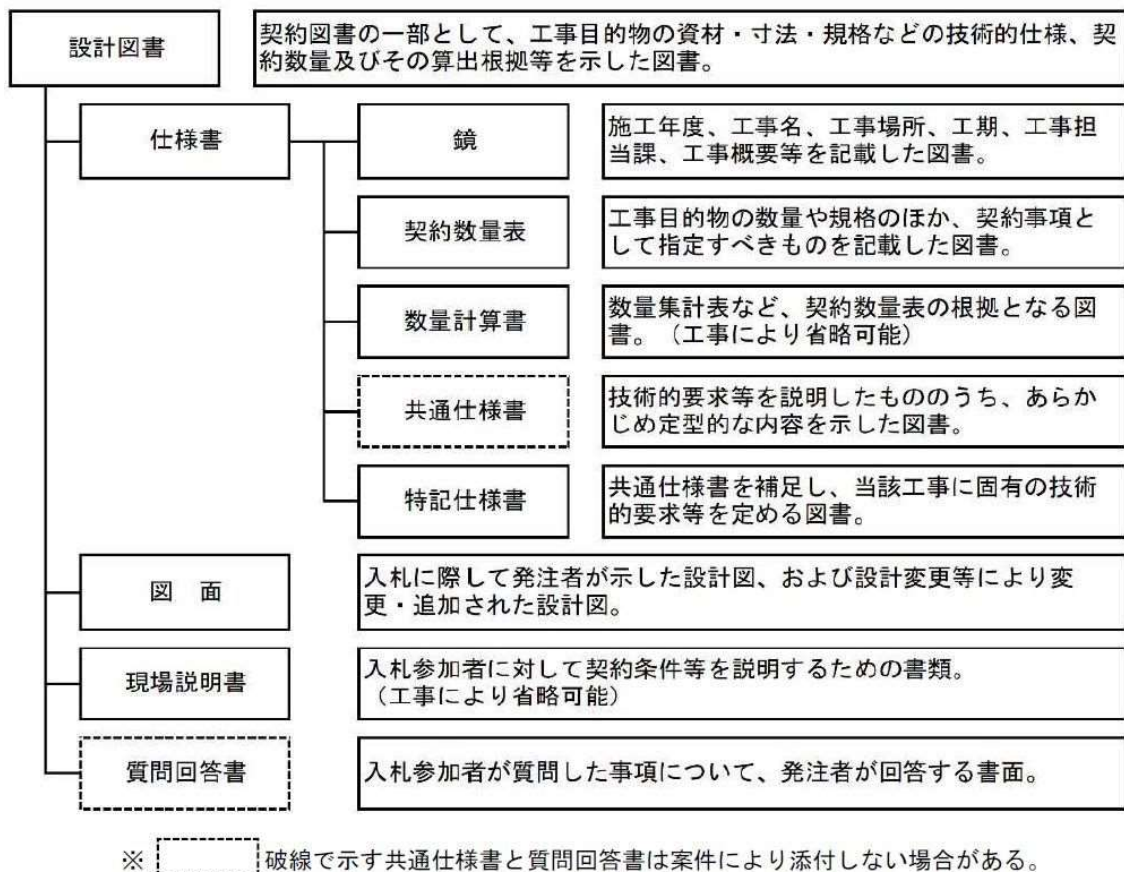 設計図書
契約図書の一部として、工事目的物の資材・寸法・規格などの技術的仕様、契
約数量及びその算出根拠等を示した図書。
仕様書
鏡
施工年度、工事名、工事場所、工期、工事担
当課、工事概要等を記載した図書。
契約数量表
工事目的物の数量や規格のほか、契約事項と
して指定すべきものを記載した図書。
数量計算書
数量集計表など、契約数量表の根拠となる図
書。（工事により省略可能）
共通仕様書
技術的要求等を説明したもののうち、あらか
じめ定型的な内容を示した図書。
特記仕様書
共通仕様書を補足し、当該工事に固有の技術
的要求等を定める図書。
図　面
入札に際して発注者が示した設計図、および設計変更等により変
更・追加された設計図。
現場説明書
入札参加者に対して契約条件等を説明するための書類。
（工事により省略可能）
質問回答書
入札参加者が質問した事項について、発注者が回答する書面。
※ 破線で示す共通仕様書と質問回答書は案件により添付しない場合がある。